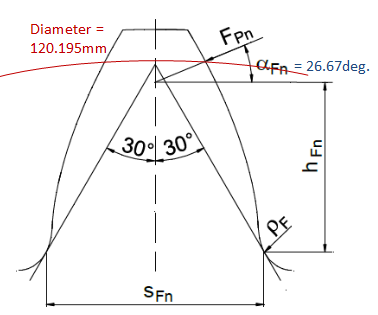 Diameter =
120.195mm
FPn
αFn = 26.67deg.
30° 30°
hFn
ρF
sFn